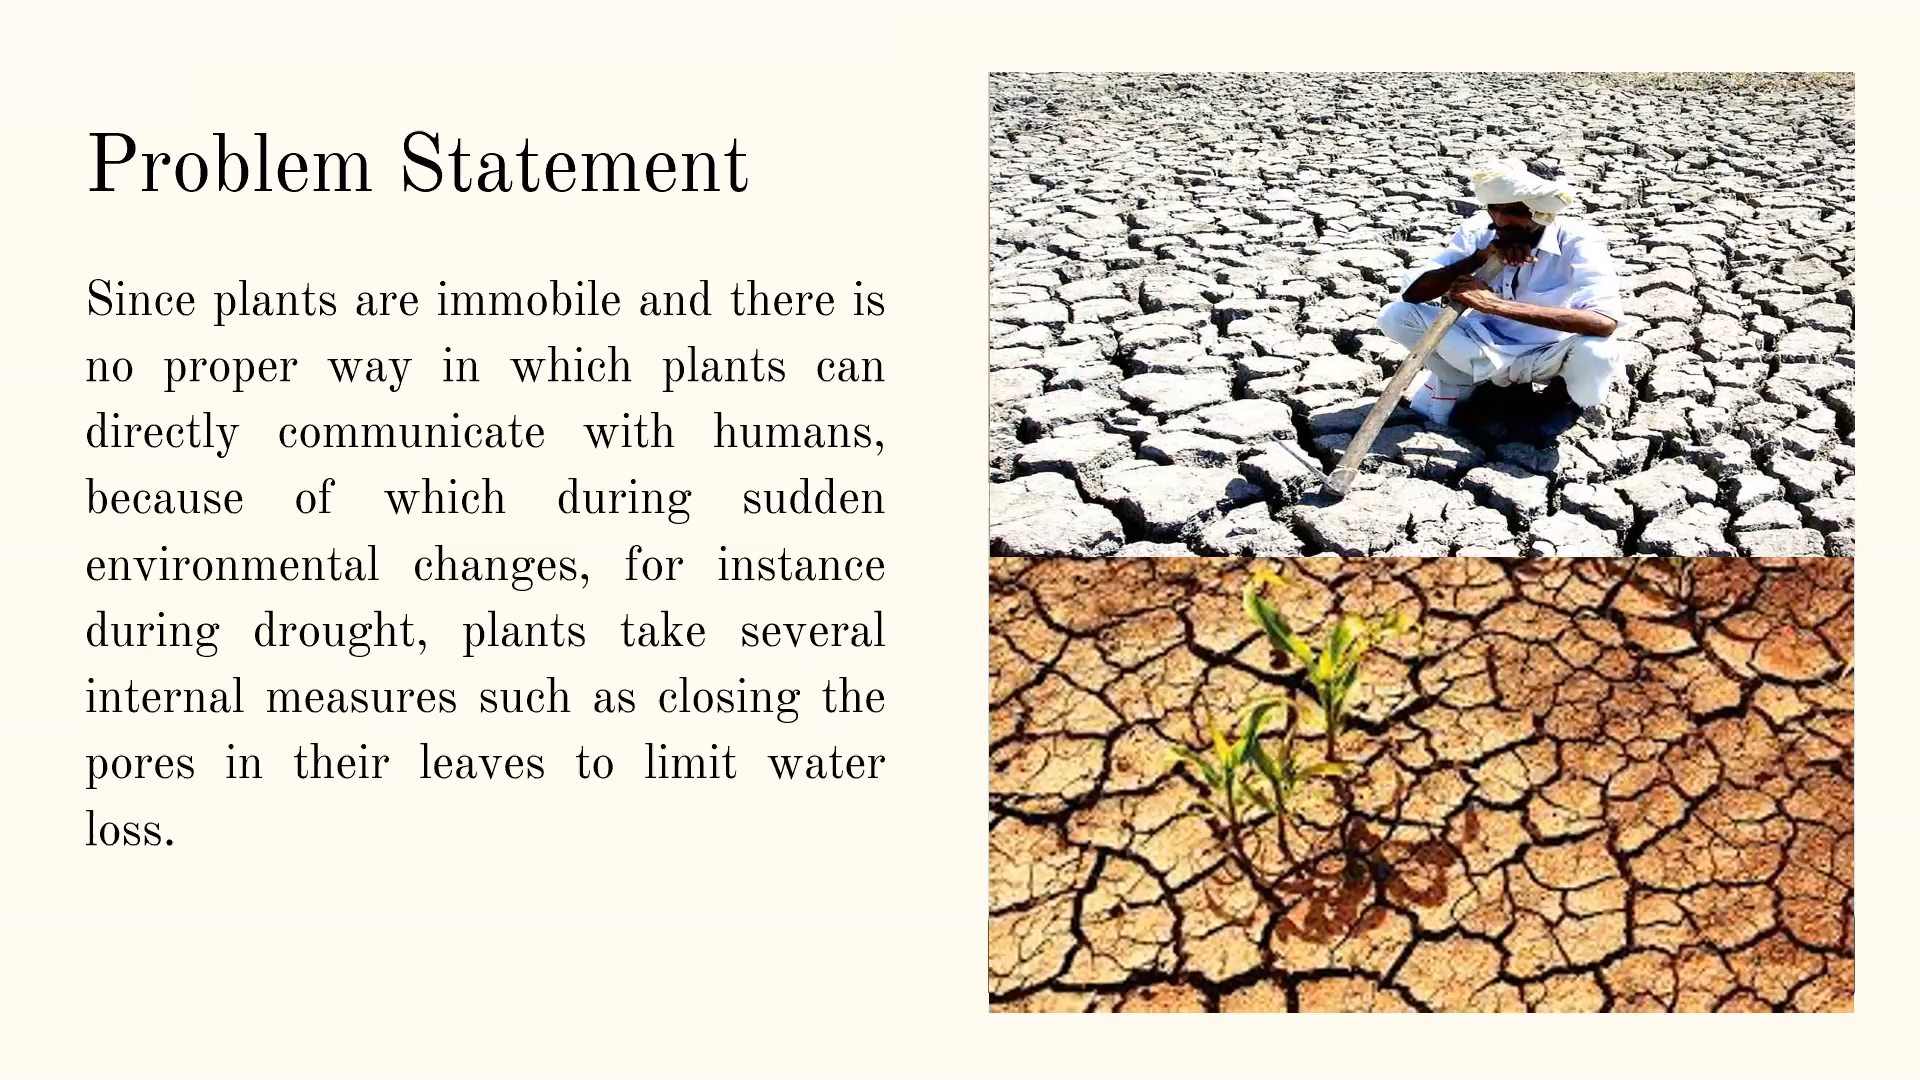 Problem Statement
Since plants are immobile and there is
no proper way in which plants can
directly communicate with humans,
because of which during sudden
environmental changes, for instance
during drought, plants take several
internal measures such as closing the
pores in their leaves to limit water
loss.